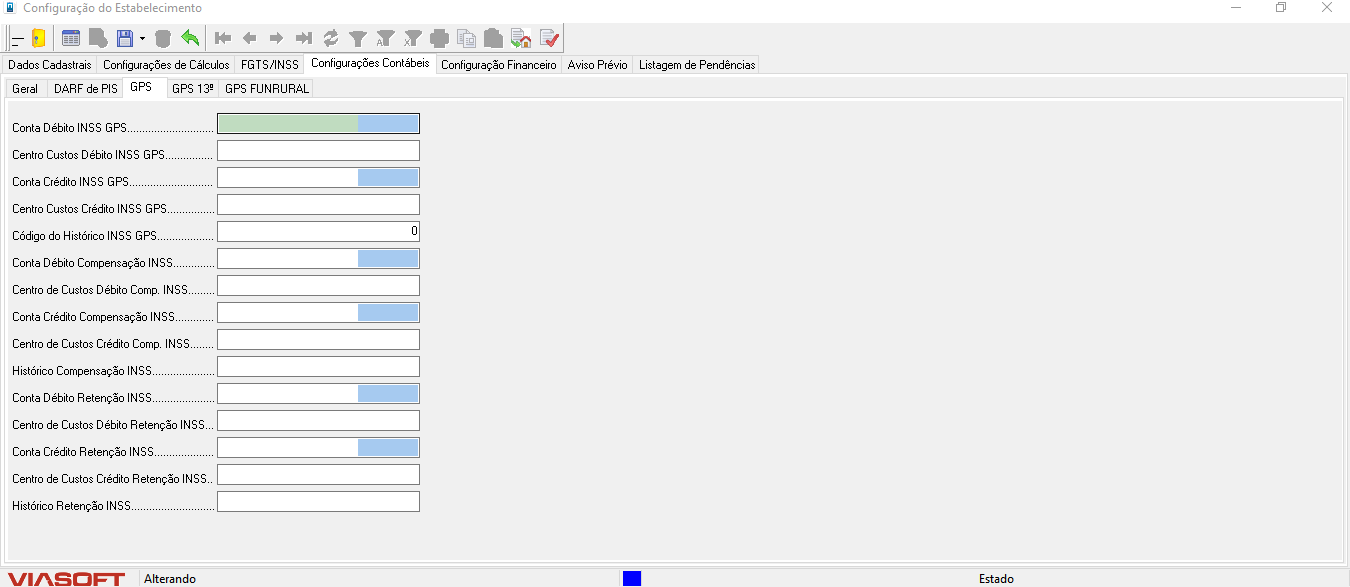 Configuração do Estabelecimento
Dados Cadastrais Configurações de Cálculos FGTS/INSS Configurações Contábeis Configuração Financeiro Aviso Prévio Listagem de Pendências
Geral DARF de PIS GPS GPS 13º GPS FUNRURAL
Conta Débito INSS GPS............................
Centro Custos Débito INSS GPS................
Conta Crédito INSS GPS............................
Centro Custos Crédito INSS GPS................
Código do Histórico INSS GPS................... 0
Conta Débito Compensação INSS..............
Centro de Custos Débito Comp. INSS.........
Conta Crédito Compensação INSS.............
Centro de Custos Crédito Comp. INSS........
Histórico Compensação INSS.....................
Conta Débito Retenção INSS.....................
Centro de Custos Débito Retenção INSS...
Conta Crédito Retenção INSS....................
Centro de Custos Crédito Retenção INSS..
Histórico Retenção INSS............................
VIASOFT Alterando Estado